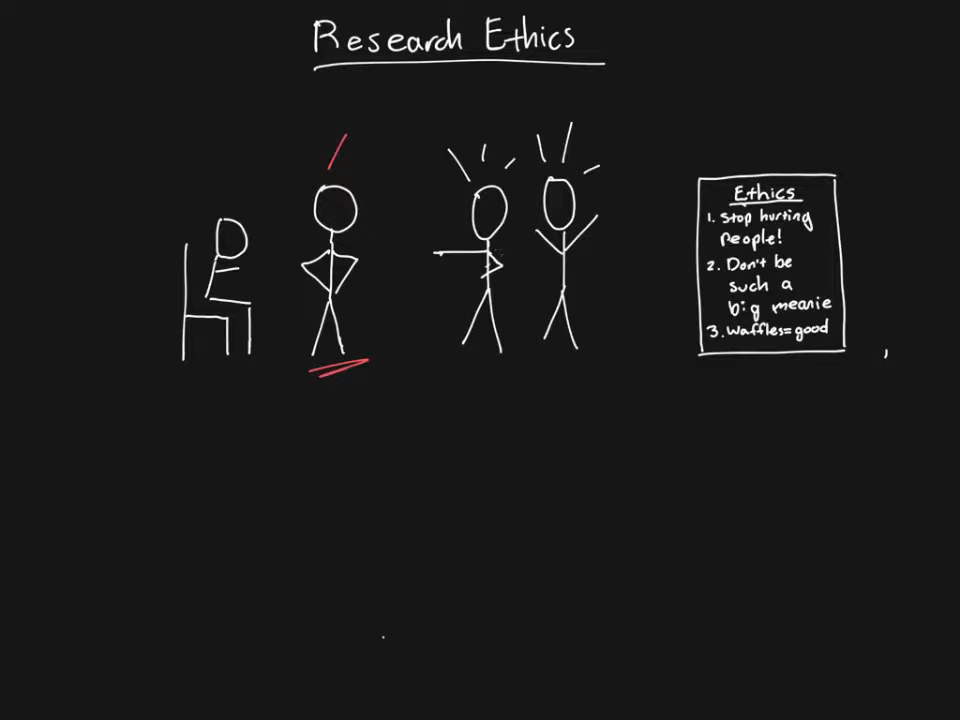 Research Ethics
Ethics
1. Stop hurting
People!
2. Don't be
such a
big meanie
3. Waffles=good